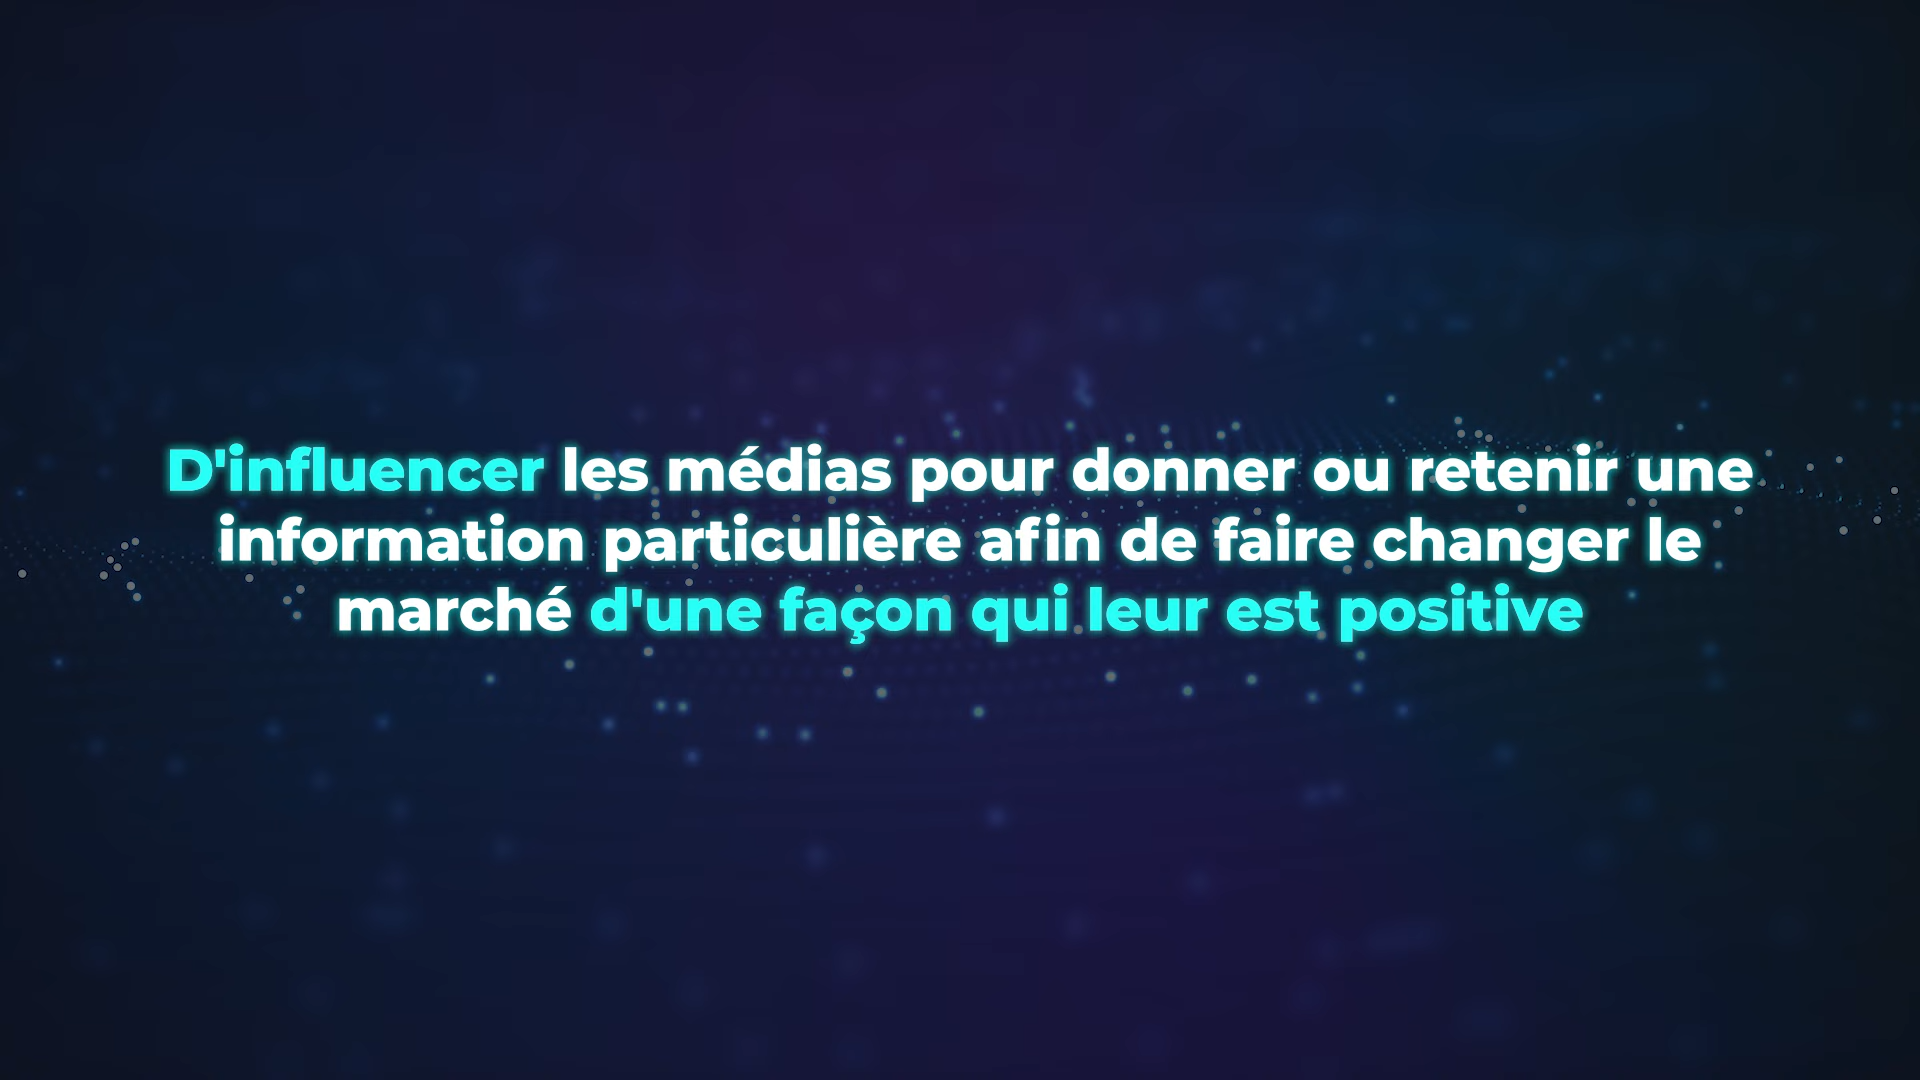 D'influencer les médias pour donner ou retenir une
information particulière afin de faire changer le
marché d'une façon qui leur est positive